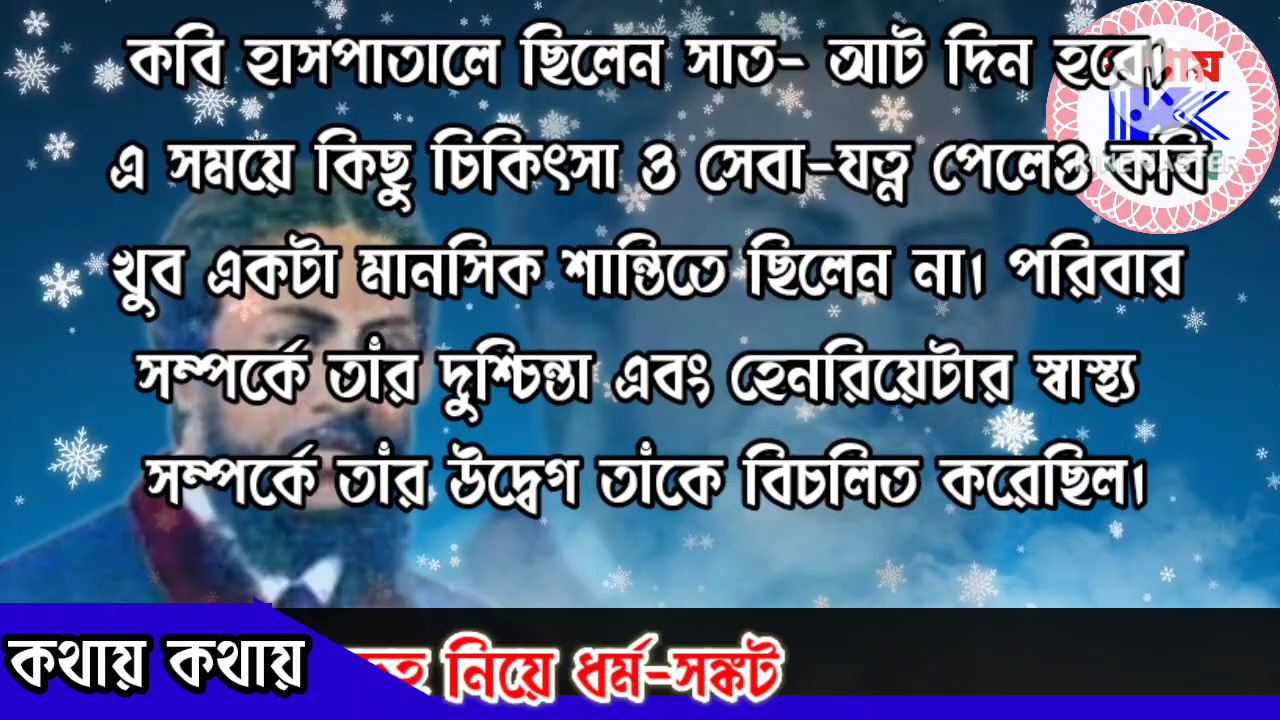 কবি হাসপাতালে ছিলেন সাত- আট দিন হবে।
এ সময়ে কিছু চিকিৎসা ও সেবা-যত্ন পেলেও কবি
খুব একটা মানসিক শান্তিতে ছিলেন না। পরিবার
সম্পর্কে তাঁর দুশ্চিন্তা এবং হেনরিয়েটার স্বাস্থ্য
সম্পর্কে তাঁর উদ্বেগ তাঁকে বিচলিত করেছিল।
KINEMASTER
কথায় কথায়
নিয়ে ধর্ম-সঙ্কট